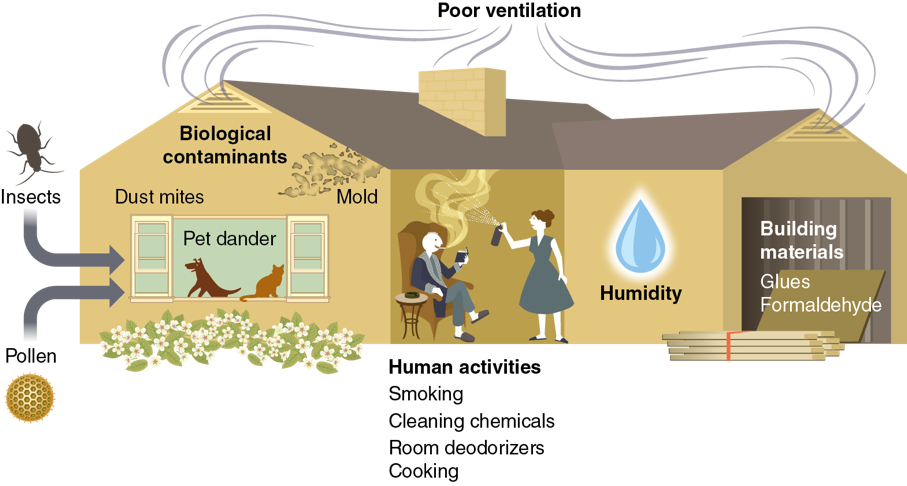 Poor ventilation
Biological
contaminants
Insects
Dust mites
Mold
Pet dander
Pollen
Humidity
Building
materials
Glues
Formaldehyde
Human activities
Smoking
Cleaning chemicals
Room deodorizers
Cooking